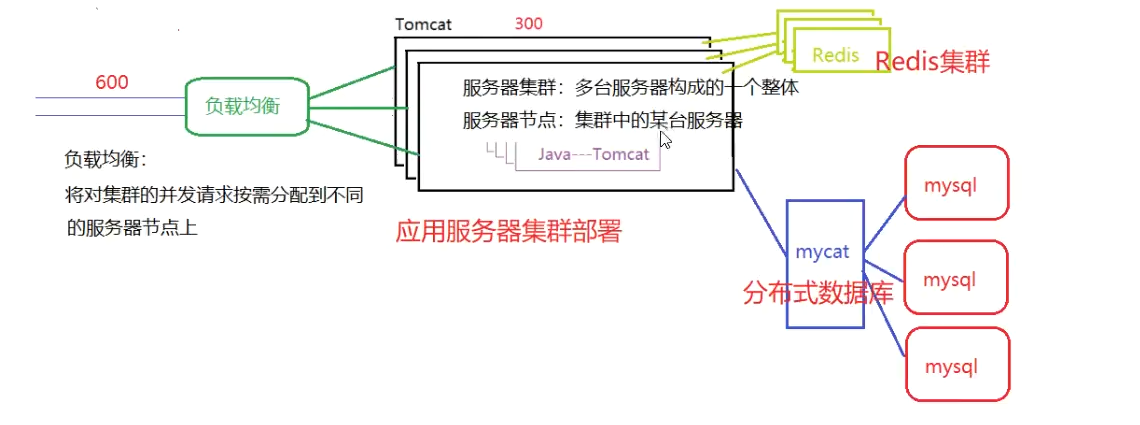 Tomcat 300
600
负载均衡
Redis
Redis集群
服务器集群：多台服务器构成的一个整体
服务器节点：集群中的某台服务器
Java---Tomcat
负载均衡：
将对集群的并发请求按需分配到不同
的服务器节点上
应用服务器集群部署
mycat
分布式数据库
mysql
mysql
mysql